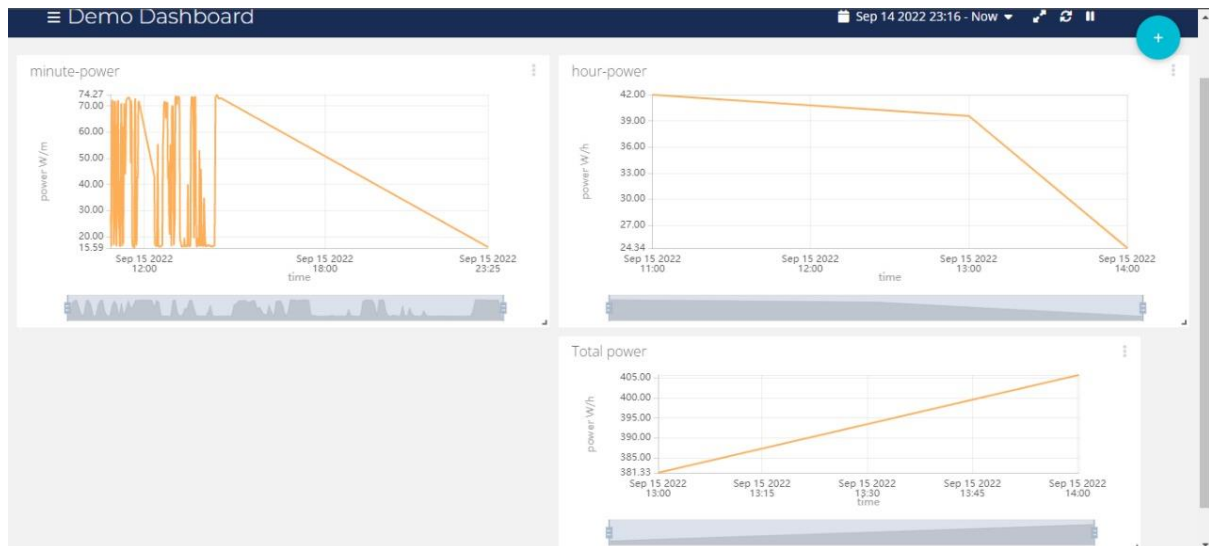 ≡ Demo Dashboard
Sep 14 2022 23:16 - Now
+
minute-power
74.27
70.00
60.00
50.00
40.00
30.00
20.00
15.59
power W/m
Sep 15 2022 Sep 15 2022 Sep 15 2022
12:00 18:00 23:25
time
hour-power
42.00
39.00
36.00
33.00
30.00
27.00
24.34
power W/h
Sep 15 2022 Sep 15 2022 Sep 15 2022 Sep 15 2022
11:00 12:00 13:00 14:00
time
Total power
405.00
400.00
395.00
390.00
385.00
381.33
power W/h
Sep 15 2022 Sep 15 2022 Sep 15 2022 Sep 15 2022 Sep 15 2022
13:00 13:15 13:30 13:45 14:00
time